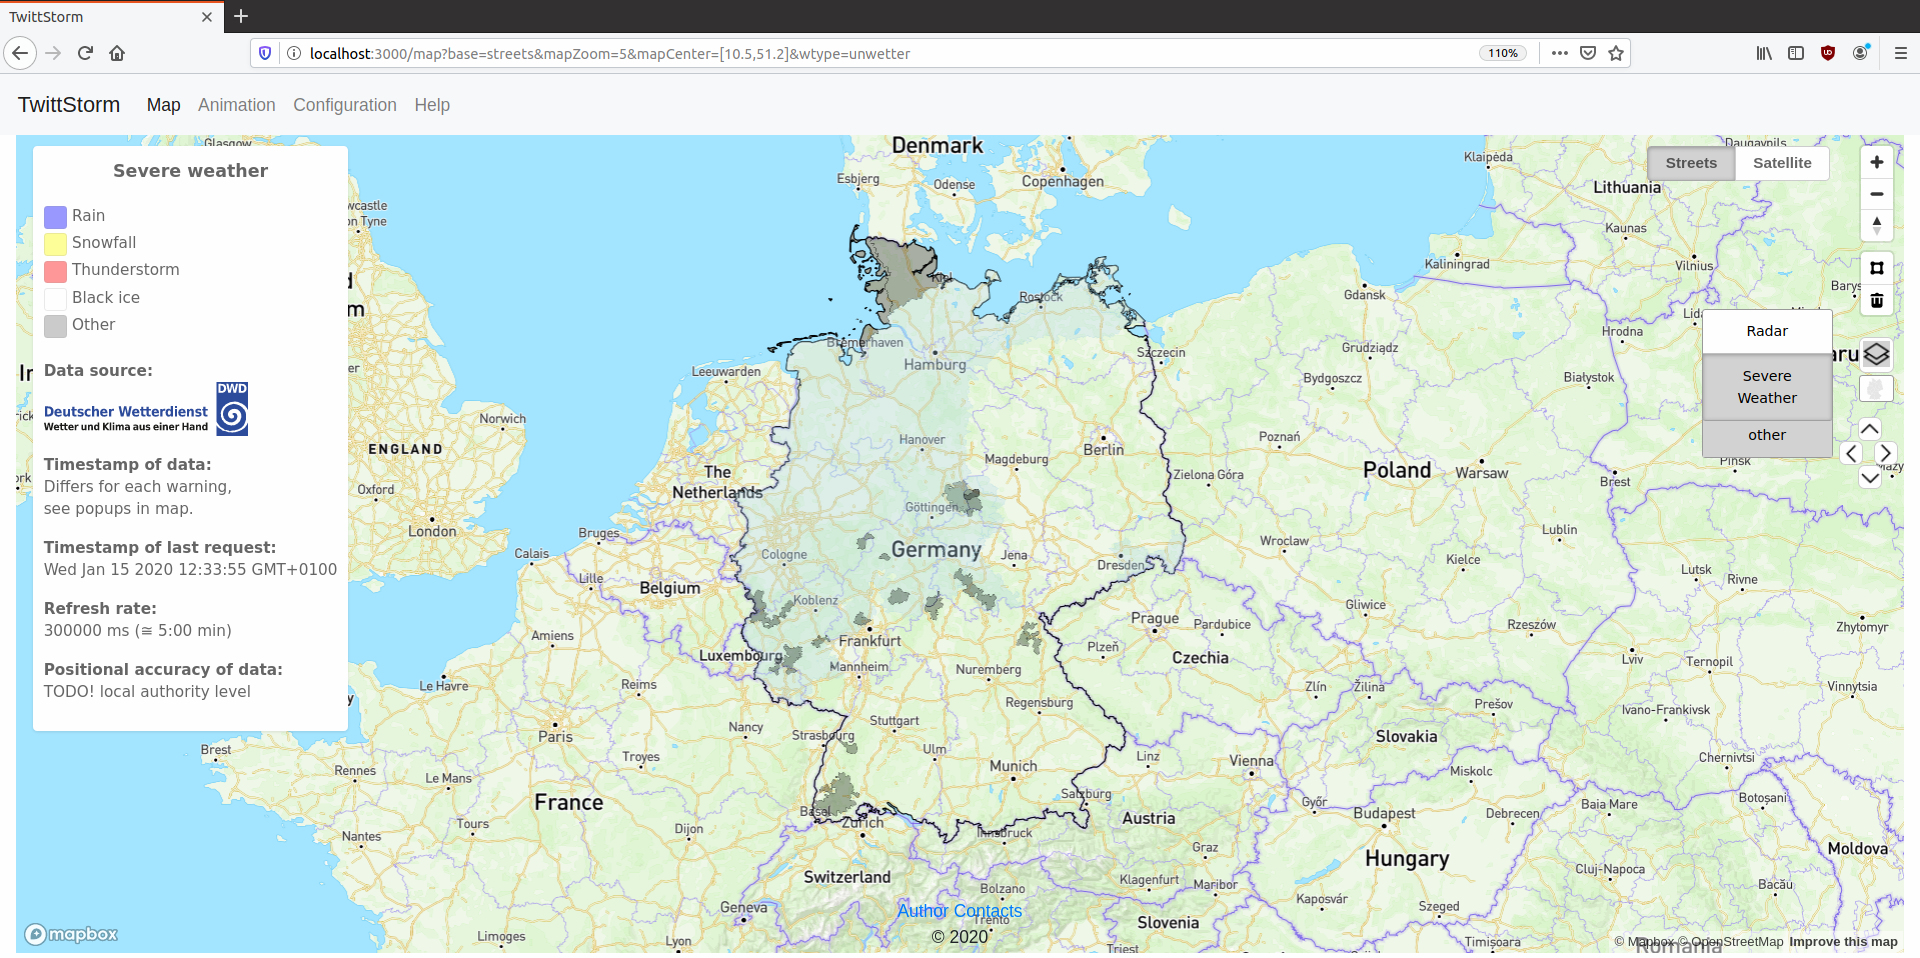 TwittStorm
localhost:3000/map?base=streets&mapZoom=5&mapCenter=[10.5,51.2]&wtype=unwetter
110%
TwittStorm Map Animation Configuration Help
Severe weather
Rain
Snowfall
Thunderstorm
Black ice
Other
Data source:
DWD
Deutscher Wetterdienst
Wetter und Klima aus einer Hand
Timestamp of data:
Differs for each warning,
see popups in map.
Timestamp of last request:
Wed Jan 15 2020 12:33:55 GMT+0100
Refresh rate:
300000 ms (≅ 5:00 min)
Positional accuracy of data:
TODO! local authority level
Streets Satellite
Radar
Severe
Weather
other
Glasgow
Denmark
Esbjerg
Odense
Copenhagen
Klaipėda
Daugavpils
Lithuania
Kaunas
Vilnius
Kaliningrad
Gdansk
Hrodna
Kiel
Rostock
Bremerhaven
Hamburg
Szczecin
Grudziądz
Bydgoszcz
Białystok
Leeuwarden
Norwich
ENGLAND
Oxford
London
The
Netherlands
Hanover
Magdeburg
Berlin
Poznań
Zielona Góra
Poland
Warsaw
Brest
Pinsk
Göttingen
Bruges
Calais
Lille
Belgium
Cologne
Germany
Jena
Dresden
Wroclaw
Lublin
Kielce
Lutsk
Rivne
Koblenz
Frankfurt
Luxembourg
Mannheim
Nuremberg
Prague
Pardubice
Plzeň
Czechia
Gliwice
Rzeszów
Zhytomyr
Lviv
Ternopil
Vinnytsia
Amiens
Le Havre
Reims
Regensburg
Zlín
Žilina
Prešov
Ivano-Frankivsk
Paris
Nancy
Strasbourg
Stuttgart
Ulm
Munich
Linz
Vienna
Slovakia
Miskolc
Chernivtsi
Brest
Rennes
Le Mans
Troyes
France
Salzburg
Austria
Győr
Budapest
Debrecen
Baia Mare
Botoșani
Nantes
Tours
Dijon
Basel
Zürich
Innsbruck
Graz
Hungary
Moldova
Switzerland
Bolzano
Klagenfurt
Maribor
Kaposvár
Szeged
Cluj-Napoca
Bacău
Geneva
Trento
Slovenia
Limoges
Lyon
Triest
Timișoara
Romania
Author Contacts
© 2020
mapbox
© Mapbox © OpenStreetMap Improve this map